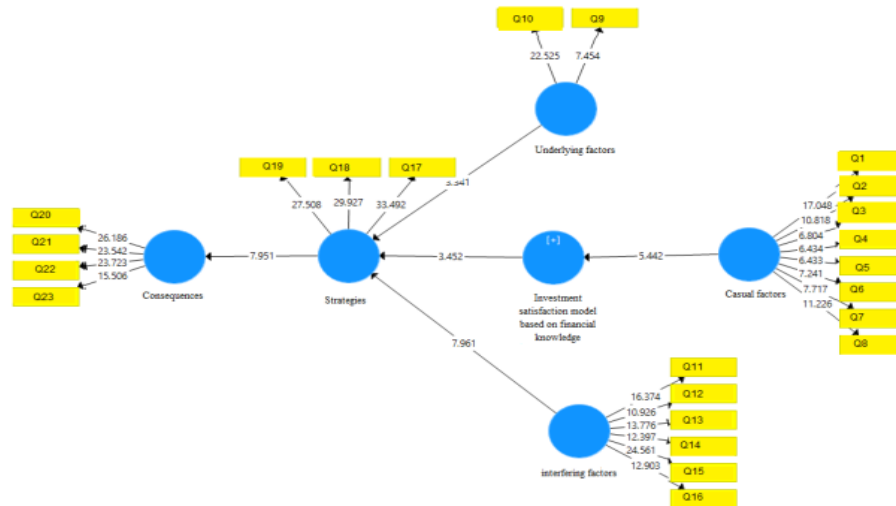 Q10
Q9
22.525
7.454
Underlying factors
Q19
Q18
Q17
27.508
29.927
33.492
3.341
Q1
Q2
Q3
Q4
Q5
Q6
Q7
Q8
17.048
10.818
6.804
6.434
6.433
7.241
7.717
11.226
Q20
Q21
Q22
Q23
26.186
23.542
23.723
15.506
Consequences
7.951
Strategies
3.452
[+]
Investment
satisfaction model
based on financial
knowledge
5.442
Casual factors
7.961
Q11
Q12
Q13
Q14
Q15
Q16
16.374
10.926
13.776
12.397
24.561
12.903
interfering factors